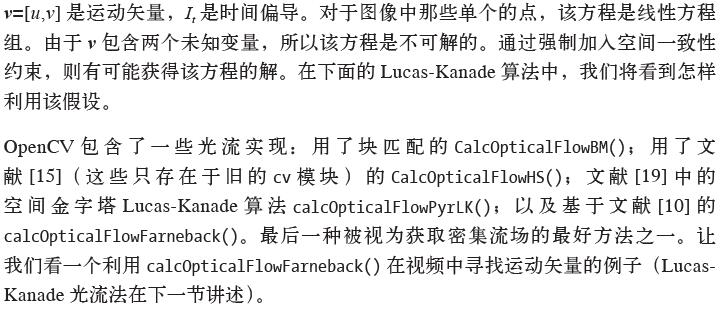 v=[u,v] 是运动矢量，Iₜ 是时间偏导。对于图像中那些单个的点，该方程是线性方程
组。由于 v 包含两个未知变量，所以该方程是不可解的。通过强制加入空间一致性
约束，则有可能获得该方程的解。在下面的 Lucas-Kanade 算法中，我们将看到怎样
利用该假设。
OpenCV 包含了一些光流实现：用了块匹配的 CalcOpticalFlowBM()；用了文
献 [15]（这些只存在于旧的 cv 模块）的 CalcOpticalFlowHS()；文献 [19] 中的
空间金字塔 Lucas-Kanade 算法 calcOpticalFlowPyrLK()；以及基于文献 [10] 的
calcOpticalFlowFarneback()。最后一种被视为获取密集流场的最好方法之一。让
我们看一个利用 calcOpticalFlowFarneback() 在视频中寻找运动矢量的例子（Lucas-
Kanade 光流法在下一节讲述）。